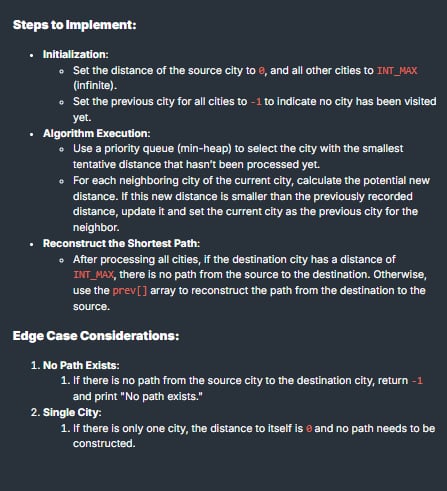 Steps to Implement:
• Initialization:
◦ Set the distance of the source city to 0, and all other cities to INT_MAX
(infinite).
◦ Set the previous city for all cities to -1 to indicate no city has been visited
yet.
• Algorithm Execution:
◦ Use a priority queue (min-heap) to select the city with the smallest
tentative distance that hasn't been processed yet.
◦ For each neighboring city of the current city, calculate the potential new
distance. If this new distance is smaller than the previously recorded
distance, update it and set the current city as the previous city for the
neighbor.
• Reconstruct the Shortest Path:
◦ After processing all cities, if the destination city has a distance of
INT_MAX, there is no path from the source to the destination. Otherwise,
use the prev[] array to reconstruct the path from the destination to the
source.
Edge Case Considerations:
1. No Path Exists:
1. If there is no path from the source city to the destination city, return -1
and print "No path exists."
2. Single City:
1. If there is only one city, the distance to itself is 0 and no path needs to be
constructed.